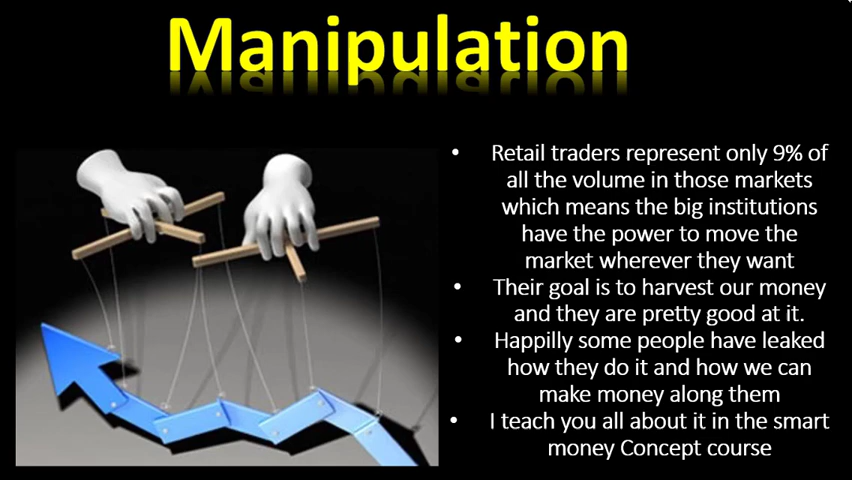 Manipulation
• Retail traders represent only 9% of
all the volume in those markets
which means the big institutions
have the power to move the
market wherever they want
• Their goal is to harvest our money
and they are pretty good at it.
• Happilly some people have leaked
how they do it and how we can
make money along them
• I teach you all about it in the smart
money Concept course